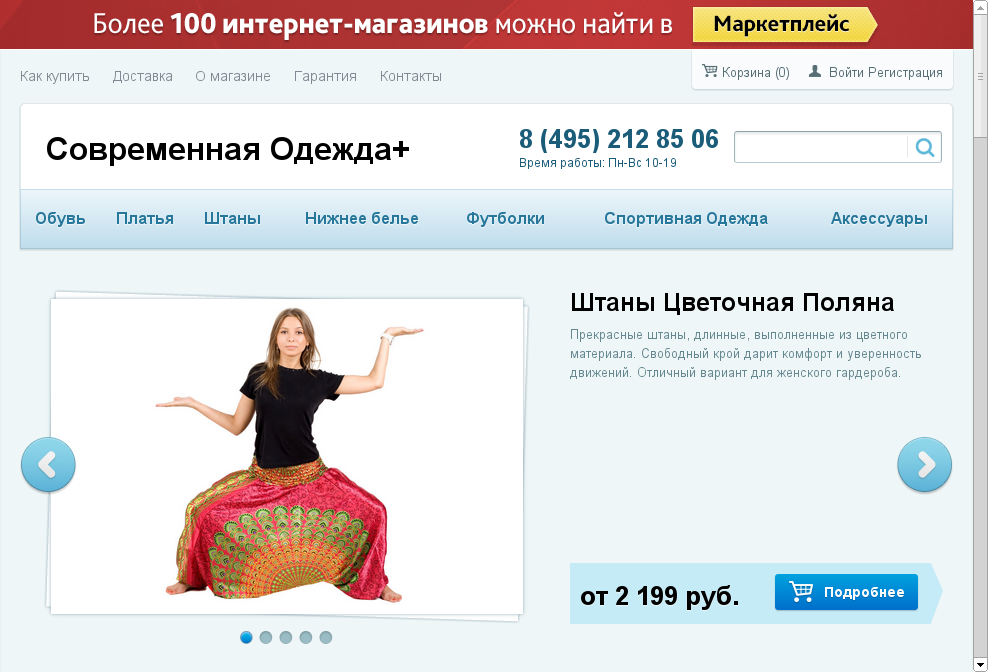 Более 100 интернет-магазинов можно найти в Маркетплейс
Как купить Доставка О магазине Гарантия Контакты
Корзина (0) Войти Регистрация
Современная Одежда+
8 (495) 212 85 06
Время работы: Пн-Вс 10-19
Обувь Платья Штаны Нижнее белье Футболки Спортивная Одежда Аксессуары
Штаны Цветочная Поляна
Прекрасные штаны, длинные, выполненные из цветного
материала. Свободный крой дарит комфорт и уверенность
движений. Отличный вариант для женского гардероба.
от 2 199 руб.
Подробнее